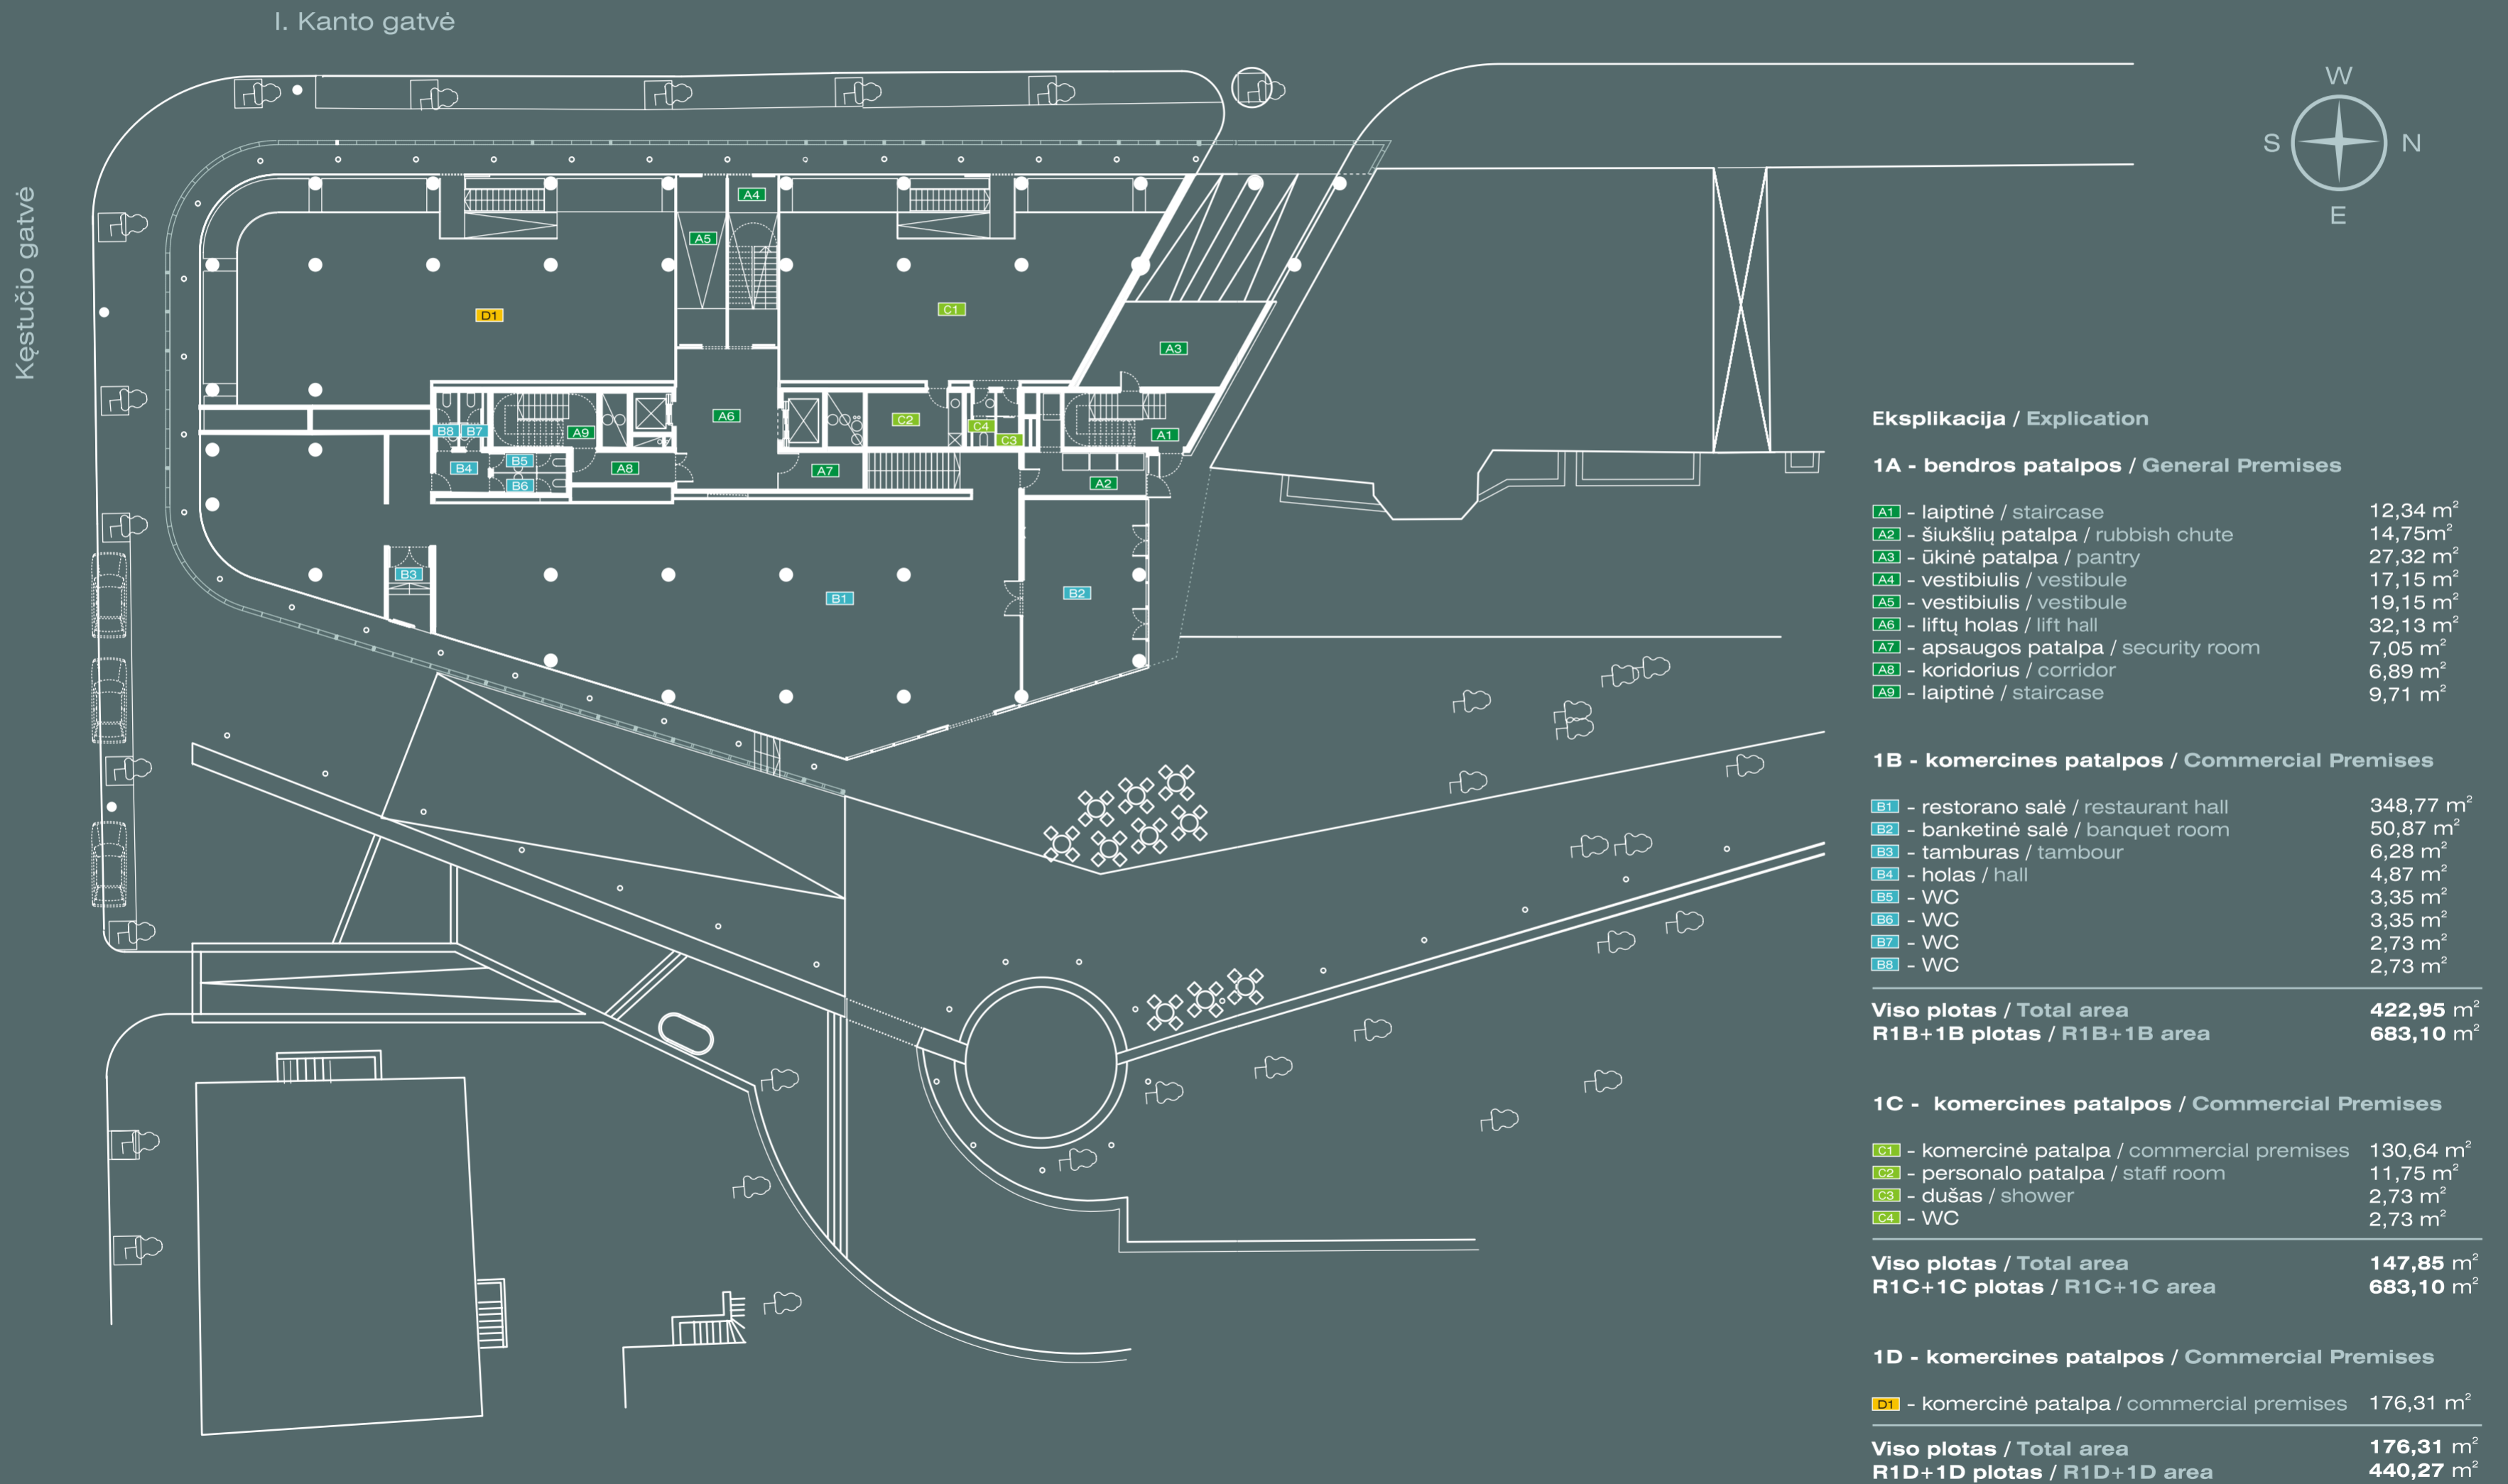 I. Kanto gatvė
Kęstučio gatvė
W
S
N
E
A4
A5
D1
C1
A3
A6
C2
C4
C3
B8
B7
A9
A1
B4
B5
B6
A8
A7
A2
B3
B1
B2
Eksplikacija / Explication
1A - bendros patalpos / General Premises
A1 - laiptinė / staircase 12,34 m²
A2 - šiukšlių patalpa / rubbish chute 14,75m²
A3 - ūkinė patalpa / pantry 27,32 m²
A4 - vestibiulis / vestibule 17,15 m²
A5 - vestibiulis / vestibule 19,15 m²
A6 - liftų holas / lift hall 32,13 m²
A7 - apsaugos patalpa / security room 7,05 m²
A8 - koridorius / corridor 6,89 m²
A9 - laiptinė / staircase 9,71 m²
1B - komercines patalpos / Commercial Premises
B1 - restorano salė / restaurant hall 348,77 m²
B2 - banketinė salė / banquet room 50,87 m²
B3 - tamburas / tambour 6,28 m²
B4 - holas / hall 4,87 m²
B5 - WC 3,35 m²
B6 - WC 3,35 m²
B7 - WC 2,73 m²
B8 - WC 2,73 m²
Viso plotas / Total area 422,95 m²
R1B+1B plotas / R1B+1B area 683,10 m²
1C - komercines patalpos / Commercial Premises
C1 - komercinė patalpa / commercial premises 130,64 m²
C2 - personalo patalpa / staff room 11,75 m²
C3 - dušas / shower 2,73 m²
C4 - WC 2,73 m²
Viso plotas / Total area 147,85 m²
R1C+1C plotas / R1C+1C area 683,10 m²
1D - komercines patalpos / Commercial Premises
D1 - komercinė patalpa / commercial premises 176,31 m²
Viso plotas / Total area 176,31 m²
R1D+1D plotas / R1D+1D area 440,27 m²